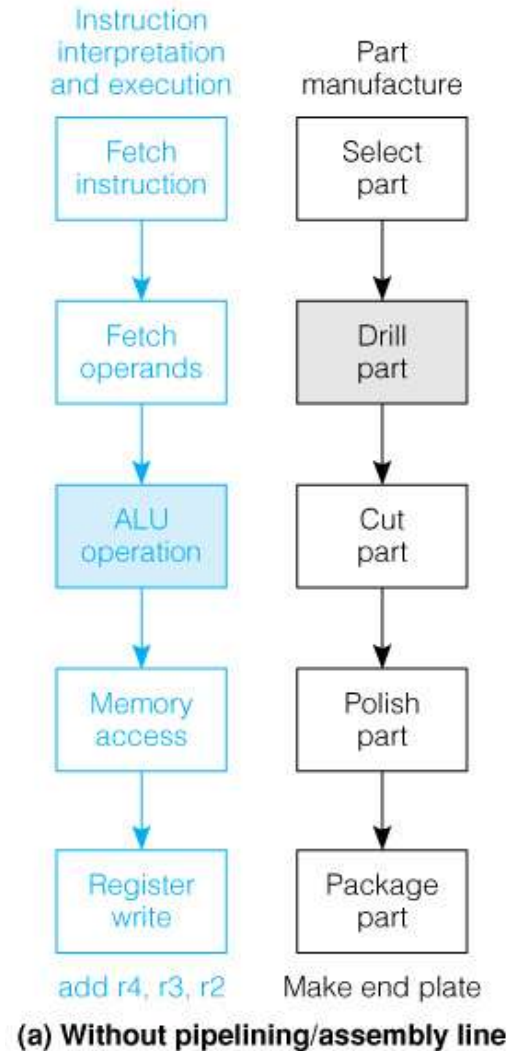 Instruction
interpretation
and execution
Fetch
instruction
Fetch
operands
ALU
operation
Memory
access
Register
write
add r4, r3, r2
Part
manufacture
Select
part
Drill
part
Cut
part
Polish
part
Package
part
Make end plate
(a) Without pipelining/assembly line